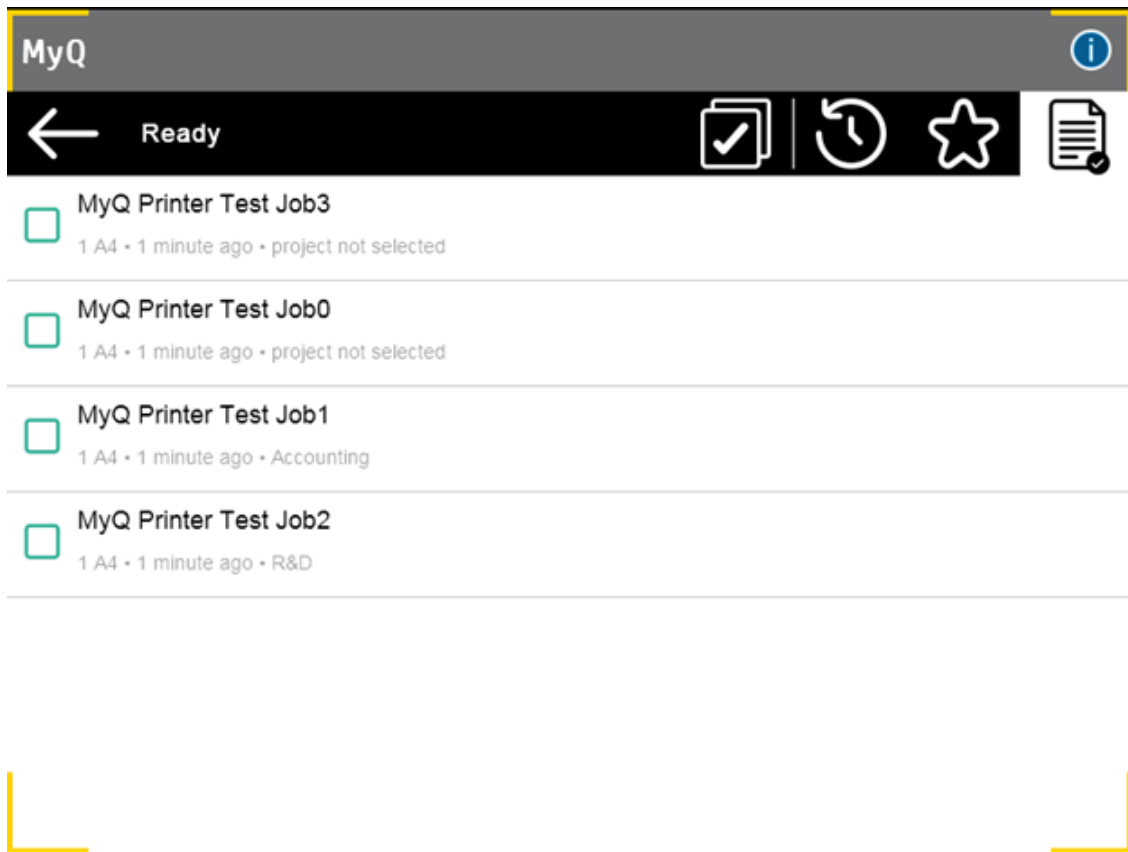 MyQ
Ready
MyQ Printer Test Job3
1 A4 • 1 minute ago • project not selected
MyQ Printer Test Job0
1 A4 • 1 minute ago • project not selected
MyQ Printer Test Job1
1 A4 • 1 minute ago • Accounting
MyQ Printer Test Job2
1 A4 • 1 minute ago • R&D